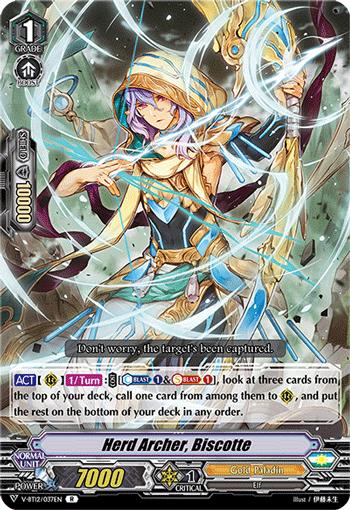 1
GRADE
BOOST
SHIELD
10000
Don't worry, the target's been captured.
ACT[ ] 1/Turn :COST[C BLAST 1 & S BLAST 1], look at three cards from
the top of your deck, call one card from among them to , and put
the rest on the bottom of your deck in any order.
Herd Archer, Biscotte
NORMAL
UNIT
POWER 7000
1
CRITICAL
Gold Paladin
Elf
V-BT12/037EN R
Illust / 伊藤未生